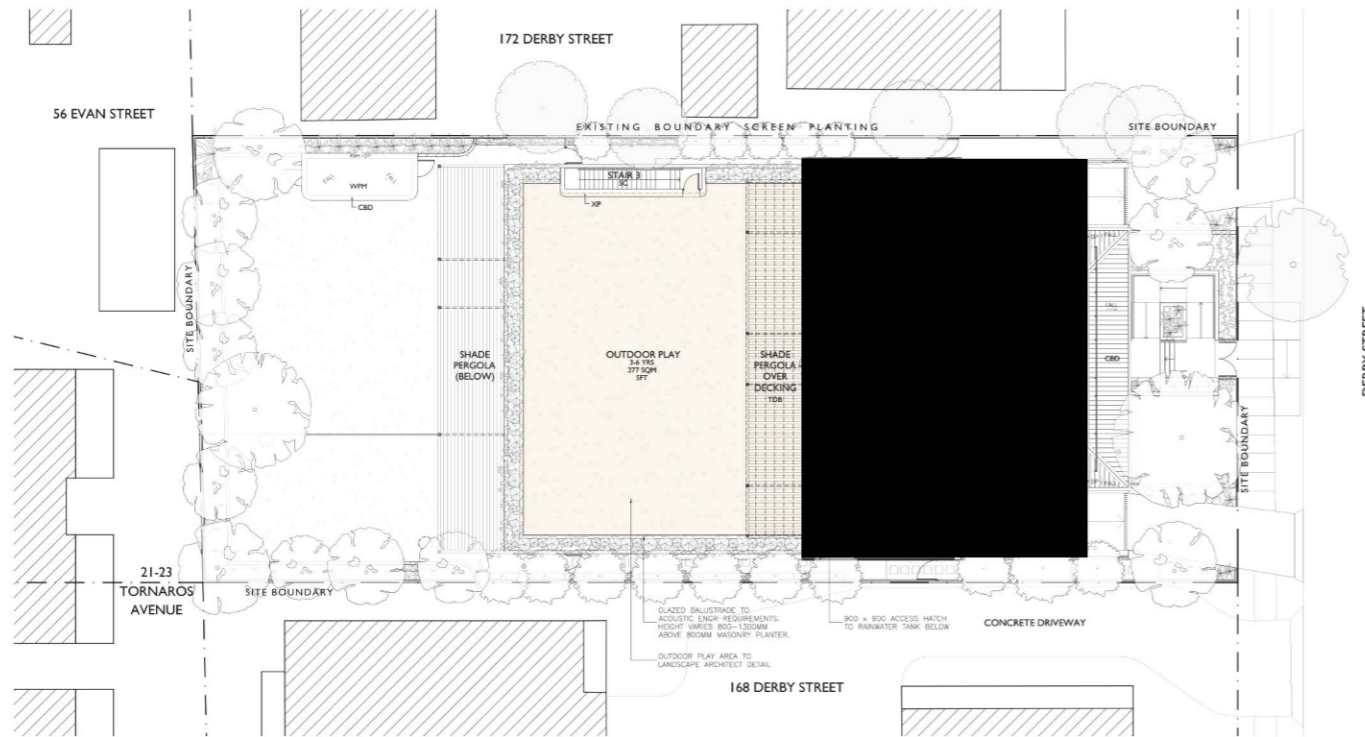 172 DERBY STREET
56 EVAN STREET
EXISTING BOUNDARY SCREEN PLANTING
SITE BOUNDARY
STAIR 3
SC
FALL
FALL
WPM
CBD
XP
SITE BOUNDARY
SHADE
PERGOLA
(BELOW)
OUTDOOR PLAY
3-6 YRS
277 SQM
SFT
SHADE
PERGOLA
OVER
DECKING
TDB
FALL
CBD
FALL
DERBY STREET
SITE BOUNDARY
21-23
TORNAROS
AVENUE
SITE BOUNDARY
GLAZED BALUSTRADE TO
ACOUSTIC ENGR REQUIREMENTS.
HEIGHT VARIES 800-1300MM
ABOVE 800MM MASONRY PLANTER.
OUTDOOR PLAY AREA TO
LANDSCAPE ARCHITECT DETAIL
900 x 900 ACCESS HATCH
TO RAINWATER TANK BELOW
CONCRETE DRIVEWAY
168 DERBY STREET